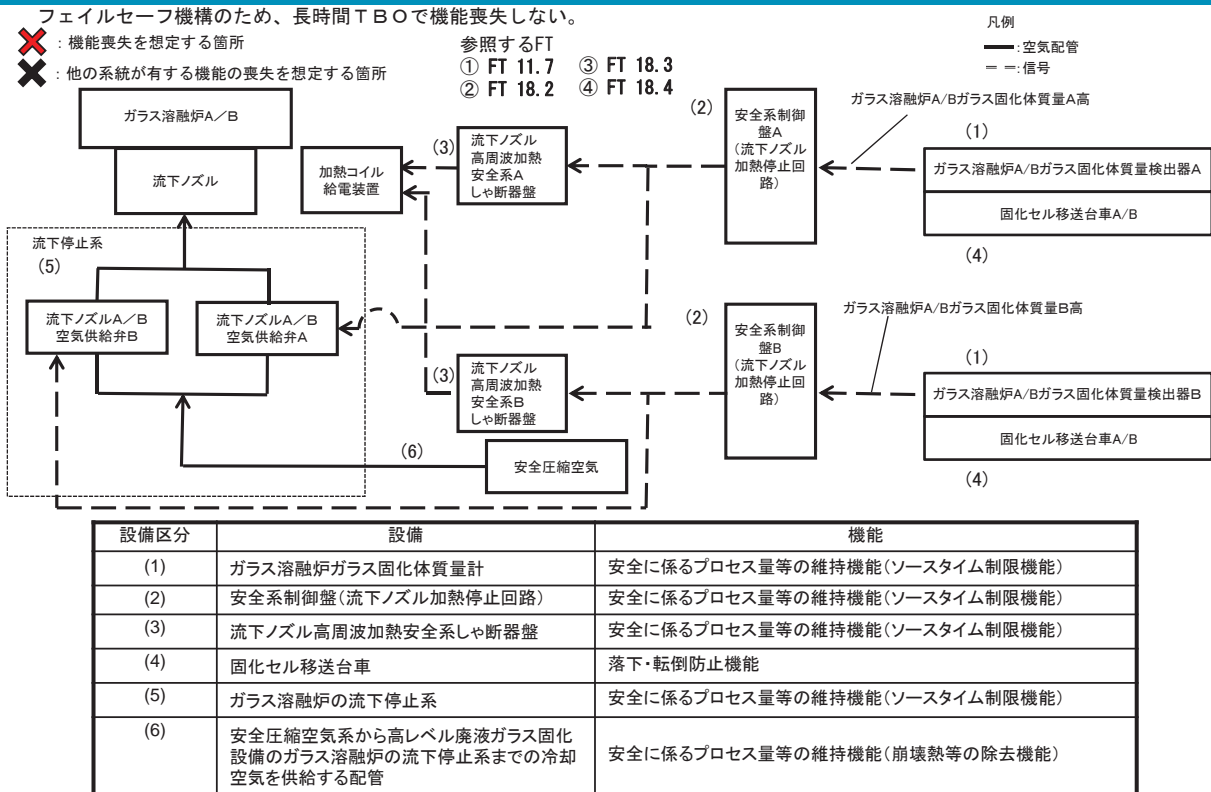 フェイルセーフ機構のため、長時間ＴＢＯで機能喪失しない。
：機能喪失を想定する箇所
：他の系統が有する機能の喪失を想定する箇所
参照するFT
① FT 11.7 ③ FT 18.3
② FT 18.2 ④ FT 18.4
凡例
:空気配管
:信号
ガラス溶融炉A／B
流下ノズル
加熱コイル
給電装置
(3)
流下ノズル
高周波加熱
安全系A
しゃ断器盤
(2)
安全系制御
盤A
(流下ノズル
加熱停止回
路)
ガラス溶融炉A/Bガラス固化体質量A高
(1)
ガラス溶融炉A/Bガラス固化体質量検出器A
固化セル移送台車A/B
(4)
流下停止系
(5)
流下ノズルA／B
空気供給弁B
流下ノズルA／B
空気供給弁A
(3)
流下ノズル
高周波加熱
安全系B
しゃ断器盤
(2)
安全系制御
盤B
(流下ノズル
加熱停止回
路)
ガラス溶融炉A/Bガラス固化体質量B高
(1)
ガラス溶融炉A/Bガラス固化体質量検出器B
固化セル移送台車A/B
(4)
(6)
安全圧縮空気
設備区分 設備 機能
(1) ガラス溶融炉ガラス固化体質量計 安全に係るプロセス量等の維持機能(ソースタイム制限機能)
(2) 安全系制御盤(流下ノズル加熱停止回路) 安全に係るプロセス量等の維持機能(ソースタイム制限機能)
(3) 流下ノズル高周波加熱安全系しゃ断器盤 安全に係るプロセス量等の維持機能(ソースタイム制限機能)
(4) 固化セル移送台車 落下・転倒防止機能
(5) ガラス溶融炉の流下停止系 安全に係るプロセス量等の維持機能(ソースタイム制限機能)
(6) 安全圧縮空気系から高レベル廃液ガラス固化
設備のガラス溶融炉の流下停止系までの冷却
空気を供給する配管 安全に係るプロセス量等の維持機能(崩壊熱等の除去機能)